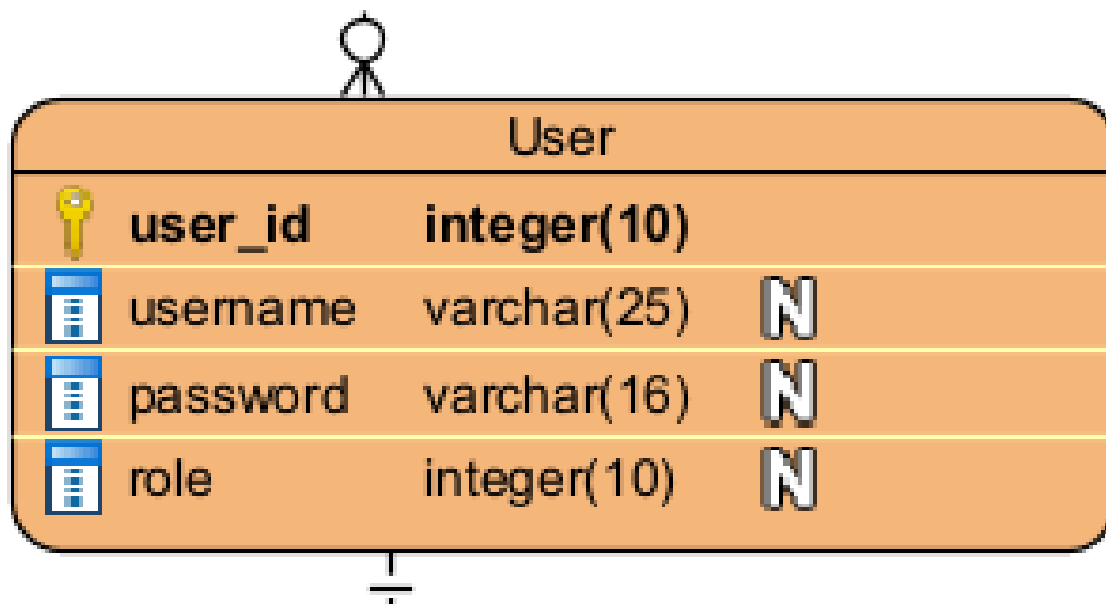 User
user_id integer(10)
username varchar(25) N
password varchar(16) N
role integer(10) N